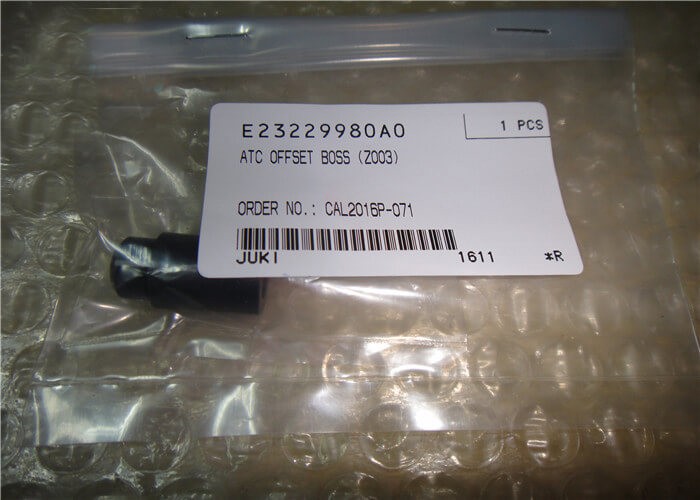 E23229980A0
1 PCS
ATC OFFSET BOSS (Z003)
ORDER NO.: CAL2016P-071
JUKI 1611 *R